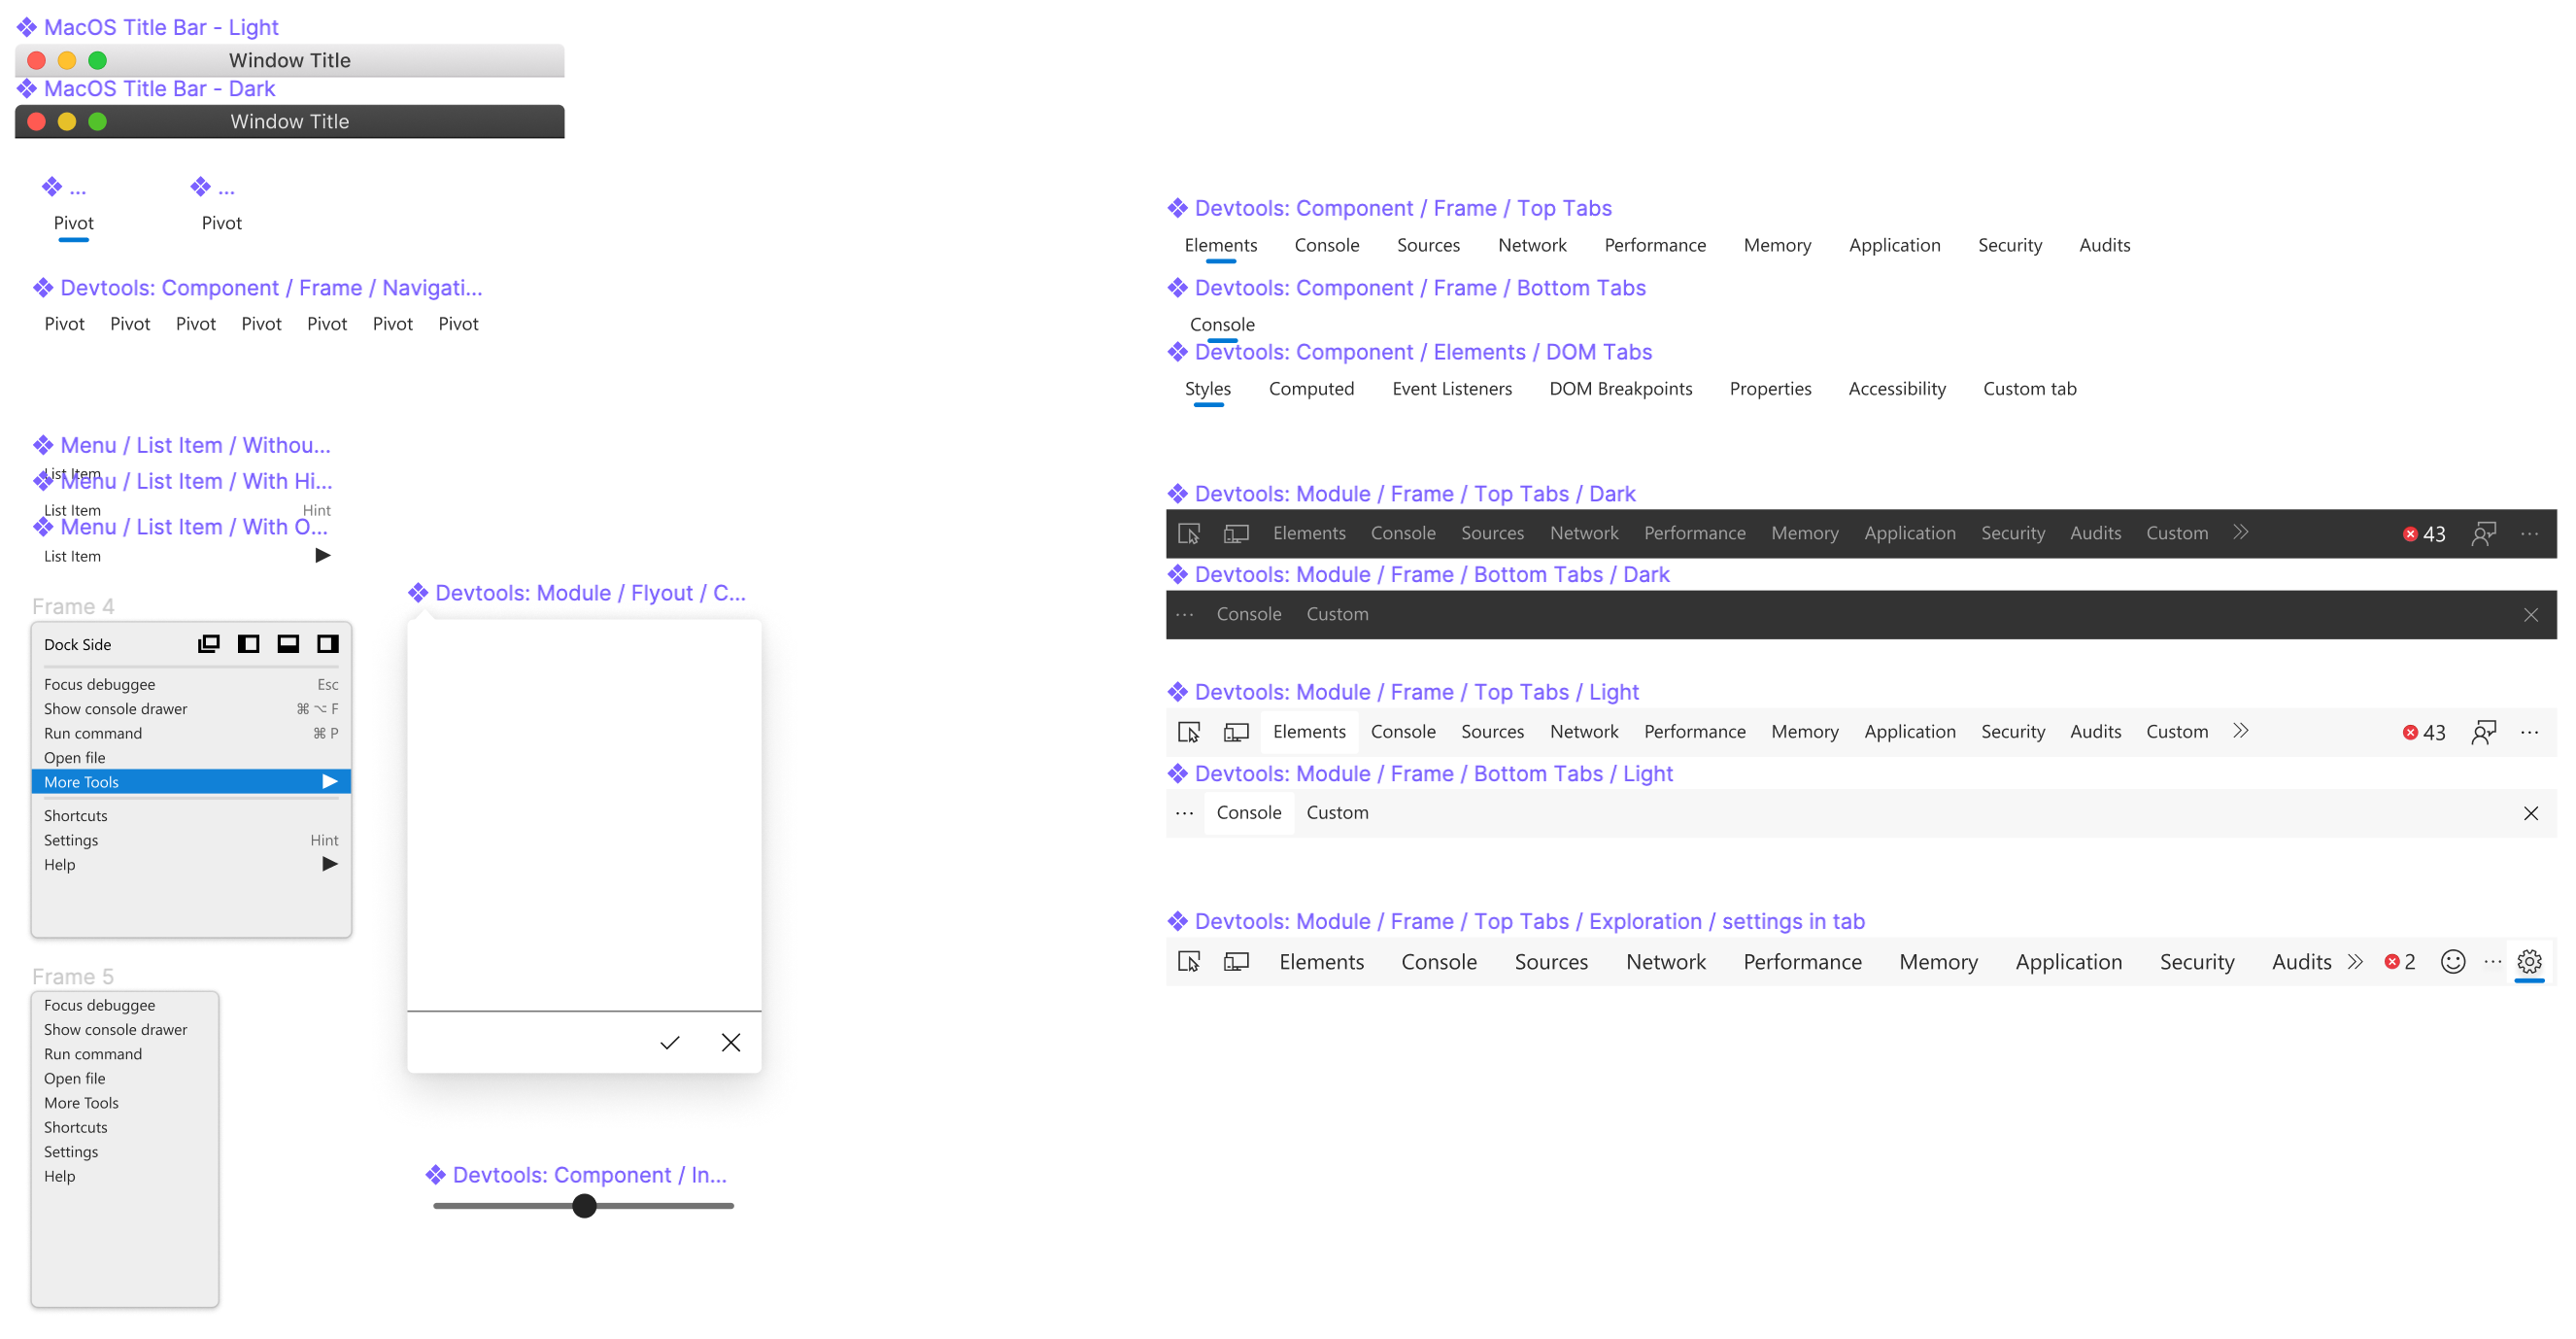 MacOS Title Bar - Light
Window Title
MacOS Title Bar - Dark
Window Title
... ...
Pivot Pivot
Devtools: Component / Frame / Navigati...
Pivot Pivot Pivot Pivot Pivot Pivot Pivot
Menu / List Item / Withou...
List Item
Menu / List Item / With Hi...
List Item Hint
Menu / List Item / With O...
List Item
Frame 4
Dock Side
Focus debuggee Esc
Show console drawer ⌘ ⌥ F
Run command ⌘ P
Open file
More Tools
Shortcuts
Settings Hint
Help
Frame 5
Focus debuggee
Show console drawer
Run command
Open file
More Tools
Shortcuts
Settings
Help
Devtools: Module / Flyout / C...
Devtools: Component / In...
Devtools: Component / Frame / Top Tabs
Elements Console Sources Network Performance Memory Application Security Audits
Devtools: Component / Frame / Bottom Tabs
Console
Devtools: Component / Elements / DOM Tabs
Styles Computed Event Listeners DOM Breakpoints Properties Accessibility Custom tab
Devtools: Module / Frame / Top Tabs / Dark
Elements Console Sources Network Performance Memory Application Security Audits Custom 43 ...
Devtools: Module / Frame / Bottom Tabs / Dark
... Console Custom
Devtools: Module / Frame / Top Tabs / Light
Elements Console Sources Network Performance Memory Application Security Audits Custom 43 ...
Devtools: Module / Frame / Bottom Tabs / Light
... Console Custom
Devtools: Module / Frame / Top Tabs / Exploration / settings in tab
Elements Console Sources Network Performance Memory Application Security Audits 2 ...